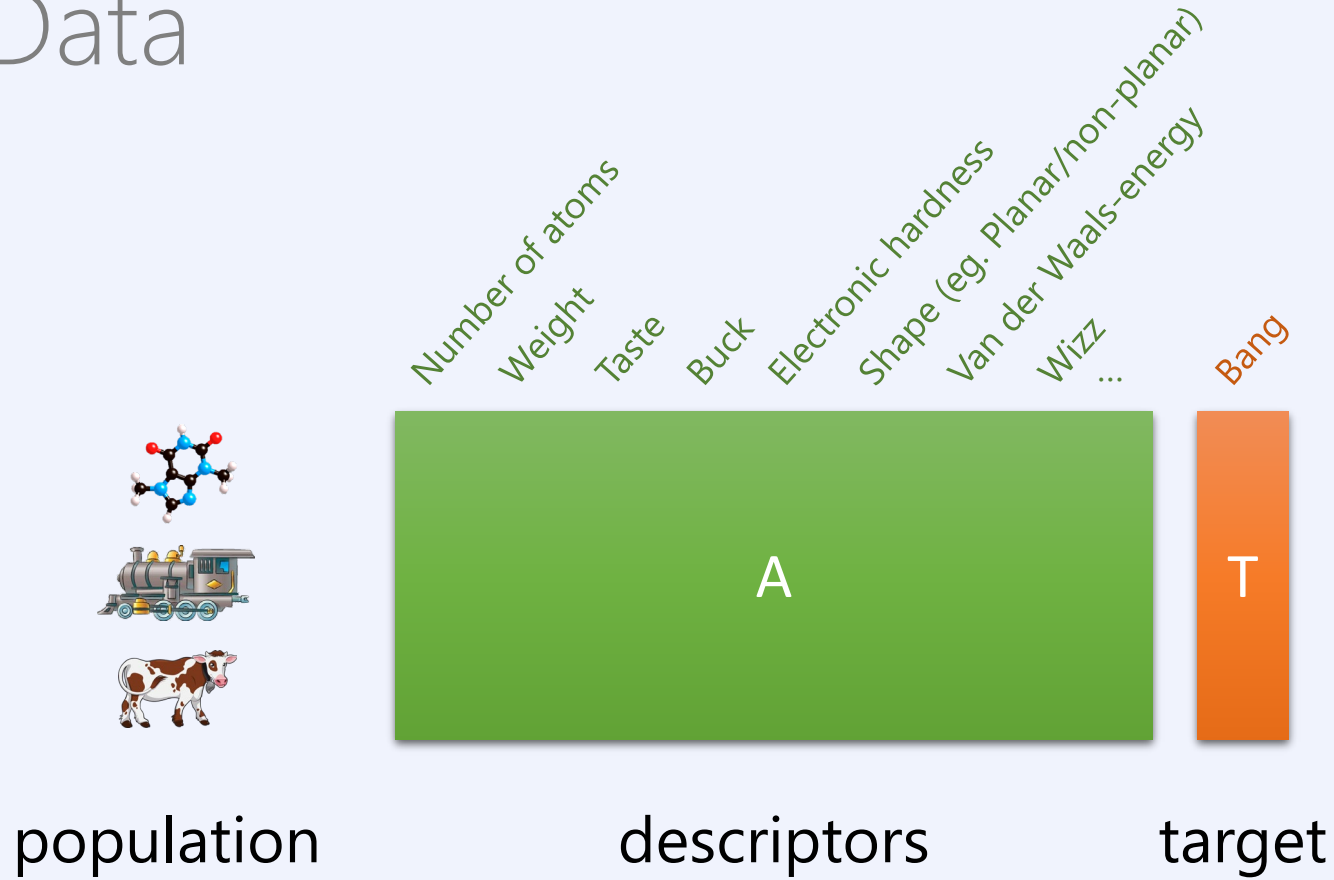 Data
Number of atoms
Weight
Taste
Buck
Electronic hardness
Shape (eg. Planar/non-planar)
Van der Waals-energy
Wizz
...
Bang
A
T
population
descriptors
target